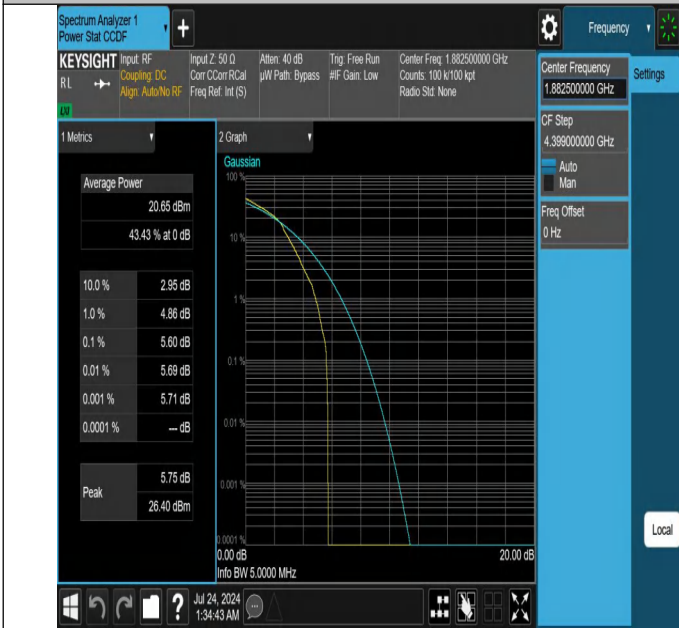 Spectrum Analyzer 1
Power Stat CCDF
+
Frequency
KEYSIGHT
RL
LXI
Input: RF
Coupling: DC
Align: Auto/No RF
Input Z: 50 Ω
Corr CCorr RCal
Freq Ref: Int (S)
Atten: 40 dB
µW Path: Bypass
Trig: Free Run
#IF Gain: Low
Center Freq: 1.882500000 GHz
Counts: 100 k/100 kpt
Radio Std: None
Center Frequency
1.882500000 GHz
Settings
CF Step
4.399000000 GHz
Auto
Man
Freq Offset
0 Hz
1 Metrics
Average Power
20.65 dBm
43.43 % at 0 dB
10.0 % 2.95 dB
1.0 % 4.86 dB
0.1 % 5.60 dB
0.01 % 5.69 dB
0.001 % 5.71 dB
0.0001 % --- dB
Peak
5.75 dB
26.40 dBm
2 Graph
Gaussian
100 %
10 %
1 %
0.1 %
0.01 %
0.001 %
0.0001 %
0.00 dB 20.00 dB
Info BW 5.0000 MHz
Local
?
Jul 24, 2024
1:34:43 AM